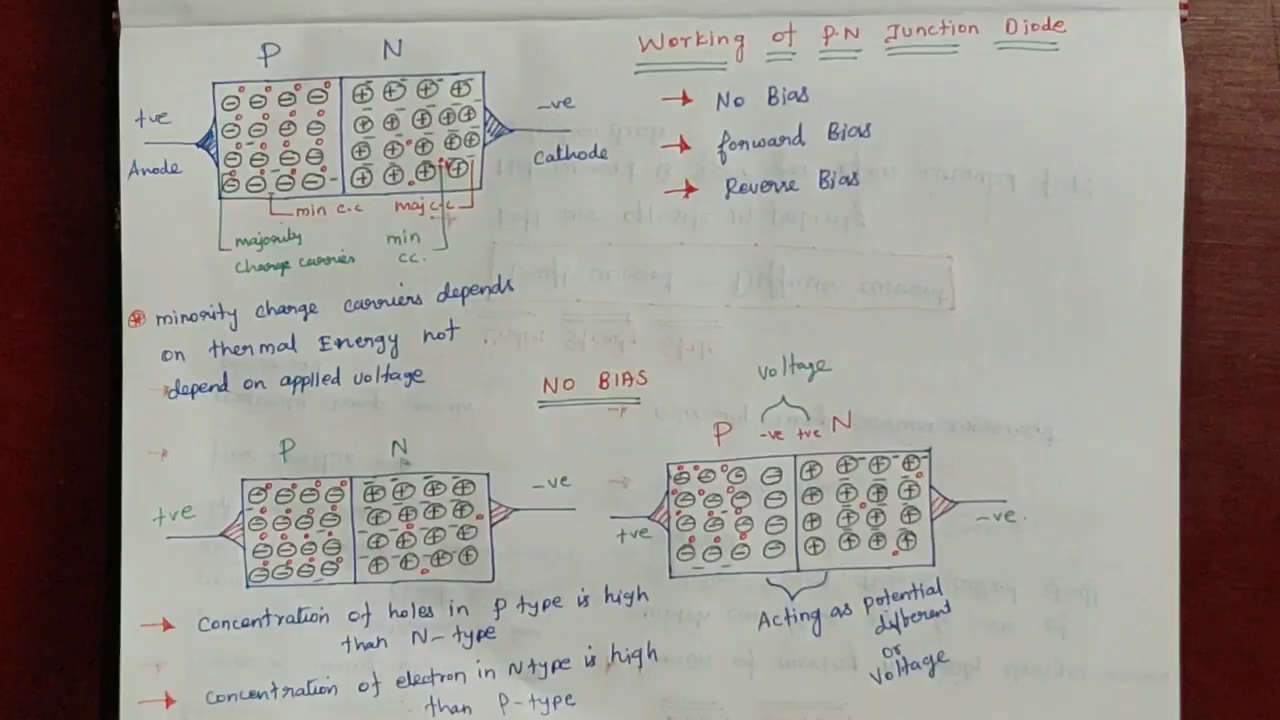 Working of P-N Junction Diode
→ No Bias
→ forward Bias
→ Reverse Bias
P N
+ve
Anode
-ve
Cathode
min c.c maj c.c
majority
charge carries
min
cc.
minority charge carriers depends
on thermal Energy not
depend on applled voltage
NO BIAS
P N
+ve -ve
voltage
P -ve +ve N
+ve -ve.
Acting as potential
different
or
voltage
→ Concentration of holes in P type is high
than N-type
→ concentration of electron in N type is high
than P-type